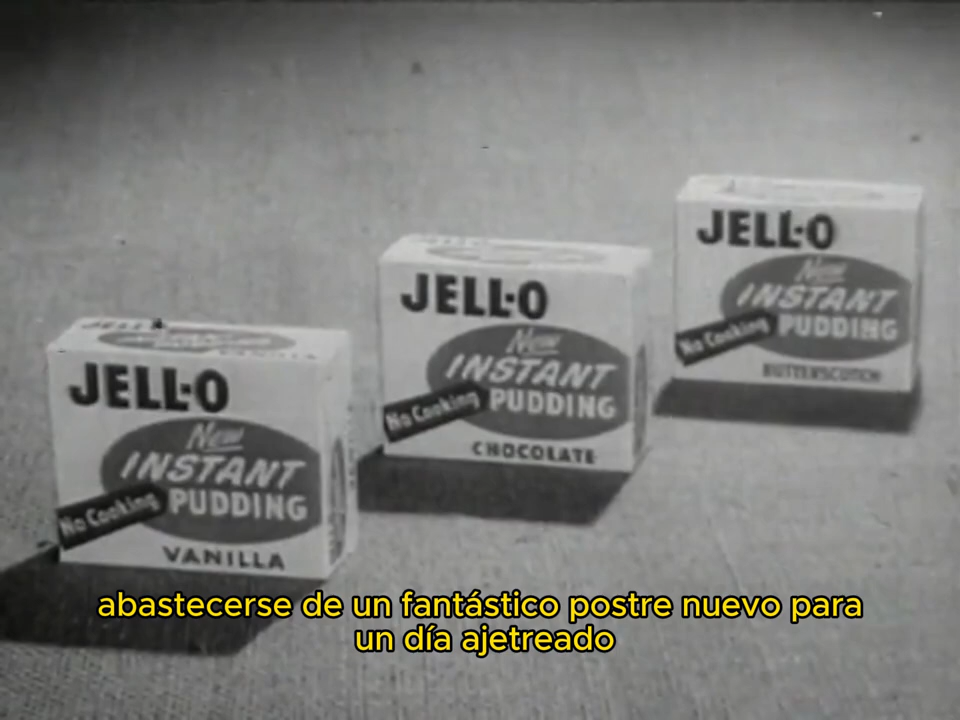 JELL-O
New
INSTANT
No Cooking PUDDING
VANILLA
JELL-O
New
INSTANT
No Cooking PUDDING
CHOCOLATE
JELL-O
New
INSTANT
No Cooking PUDDING
BUTTERSCOTCH
abastecerse de un fantástico postre nuevo para
un día ajetreado